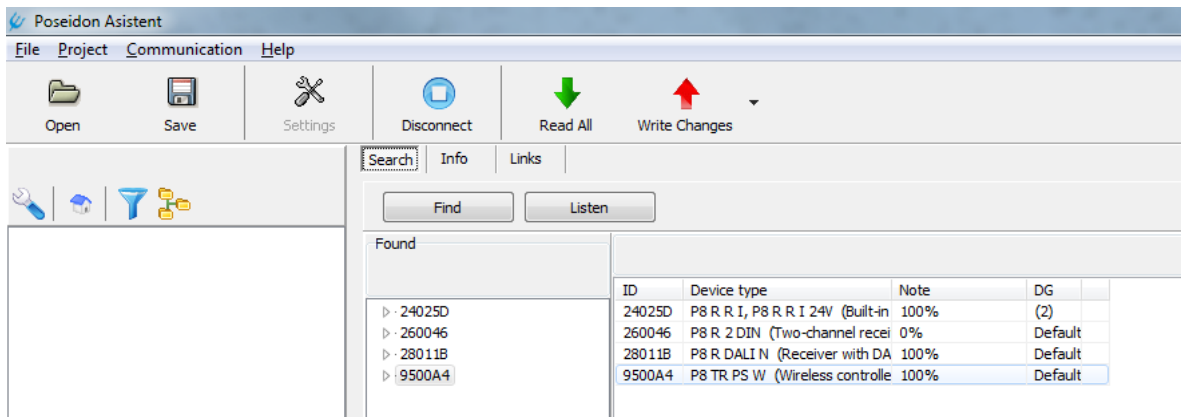 Poseidon Asistent
File Project Communication Help
Open Save Settings Disconnect Read All Write Changes
Search Info Links
Find Listen
Found
ID Device type Note DG
24025D
24025D P8 R R I, P8 R R I 24V (Built-in 100% (2)
260046
260046 P8 R 2 DIN (Two-channel recei 0% Default
28011B
28011B P8 R DALI N (Receiver with DA 100% Default
9500A4
9500A4 P8 TR PS W (Wireless controlle 100% Default